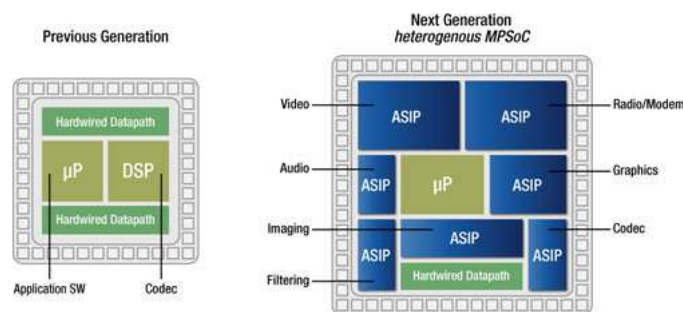 Previous Generation
Hardwired Datapath
µP
DSP
Hardwired Datapath
Application SW
Codec
Next Generation
heterogenous MPSoC
Video
ASIP
ASIP
Radio/Modem
Audio
ASIP
µP
ASIP
Graphics
Imaging
ASIP
ASIP
ASIP
Codec
Hardwired Datapath
Filtering